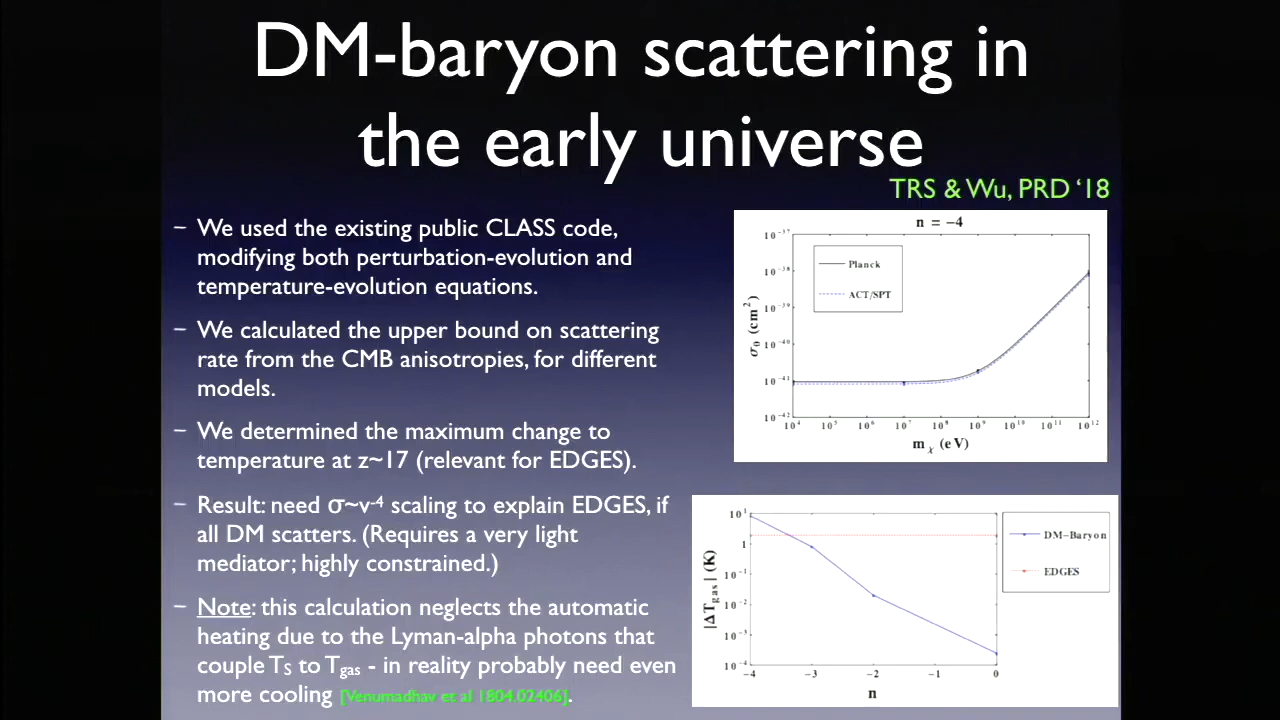 DM-baryon scattering in
the early universe
TRS & Wu, PRD ‘18
– We used the existing public CLASS code,
modifying both perturbation-evolution and
temperature-evolution equations.
– We calculated the upper bound on scattering
rate from the CMB anisotropies, for different
models.
– We determined the maximum change to
temperature at z~17 (relevant for EDGES).
– Result: need σ~v⁻⁴ scaling to explain EDGES, if
all DM scatters. (Requires a very light
mediator; highly constrained.)
– Note: this calculation neglects the automatic
heating due to the Lyman-alpha photons that
couple Ts to Tgas - in reality probably need even
more cooling [Venumadhav et al 1804.02406].
n = −4
10⁻³⁷
10⁻³⁸
10⁻³⁹
10⁻⁴⁰
10⁻⁴¹
10⁻⁴²
σ₀ (cm²)
Planck
ACT/SPT
10⁴ 10⁵ 10⁶ 10⁷ 10⁸ 10⁹ 10¹⁰ 10¹¹ 10¹²
mχ (eV)
10¹
1
10⁻¹
10⁻²
10⁻³
10⁻⁴
|ΔTgas| (K)
DM−Baryon
EDGES
−4 −3 −2 −1 0
n